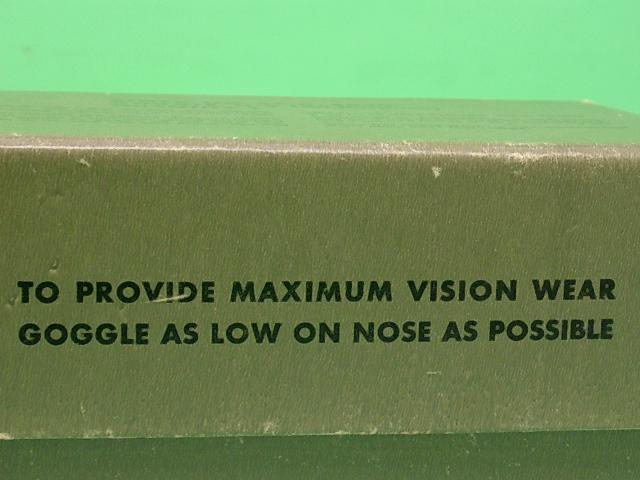 TO PROVIDE MAXIMUM VISION WEAR
GOGGLE AS LOW ON NOSE AS POSSIBLE